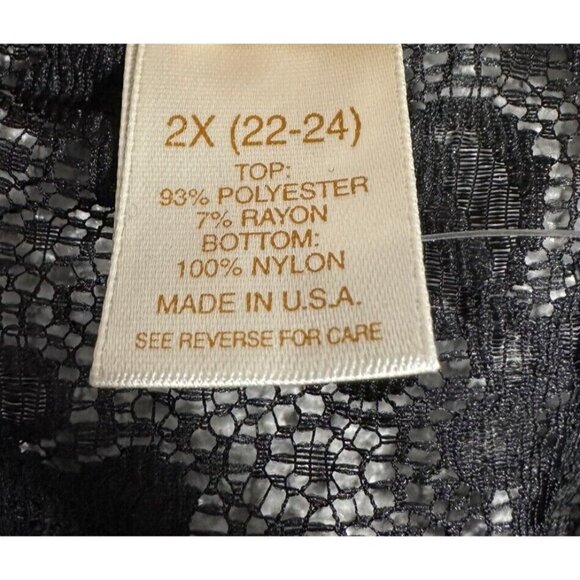 2X (22-24)
TOP:
93% POLYESTER
7% RAYON
BOTTOM:
100% NYLON
MADE IN U.S.A.
SEE REVERSE FOR CARE